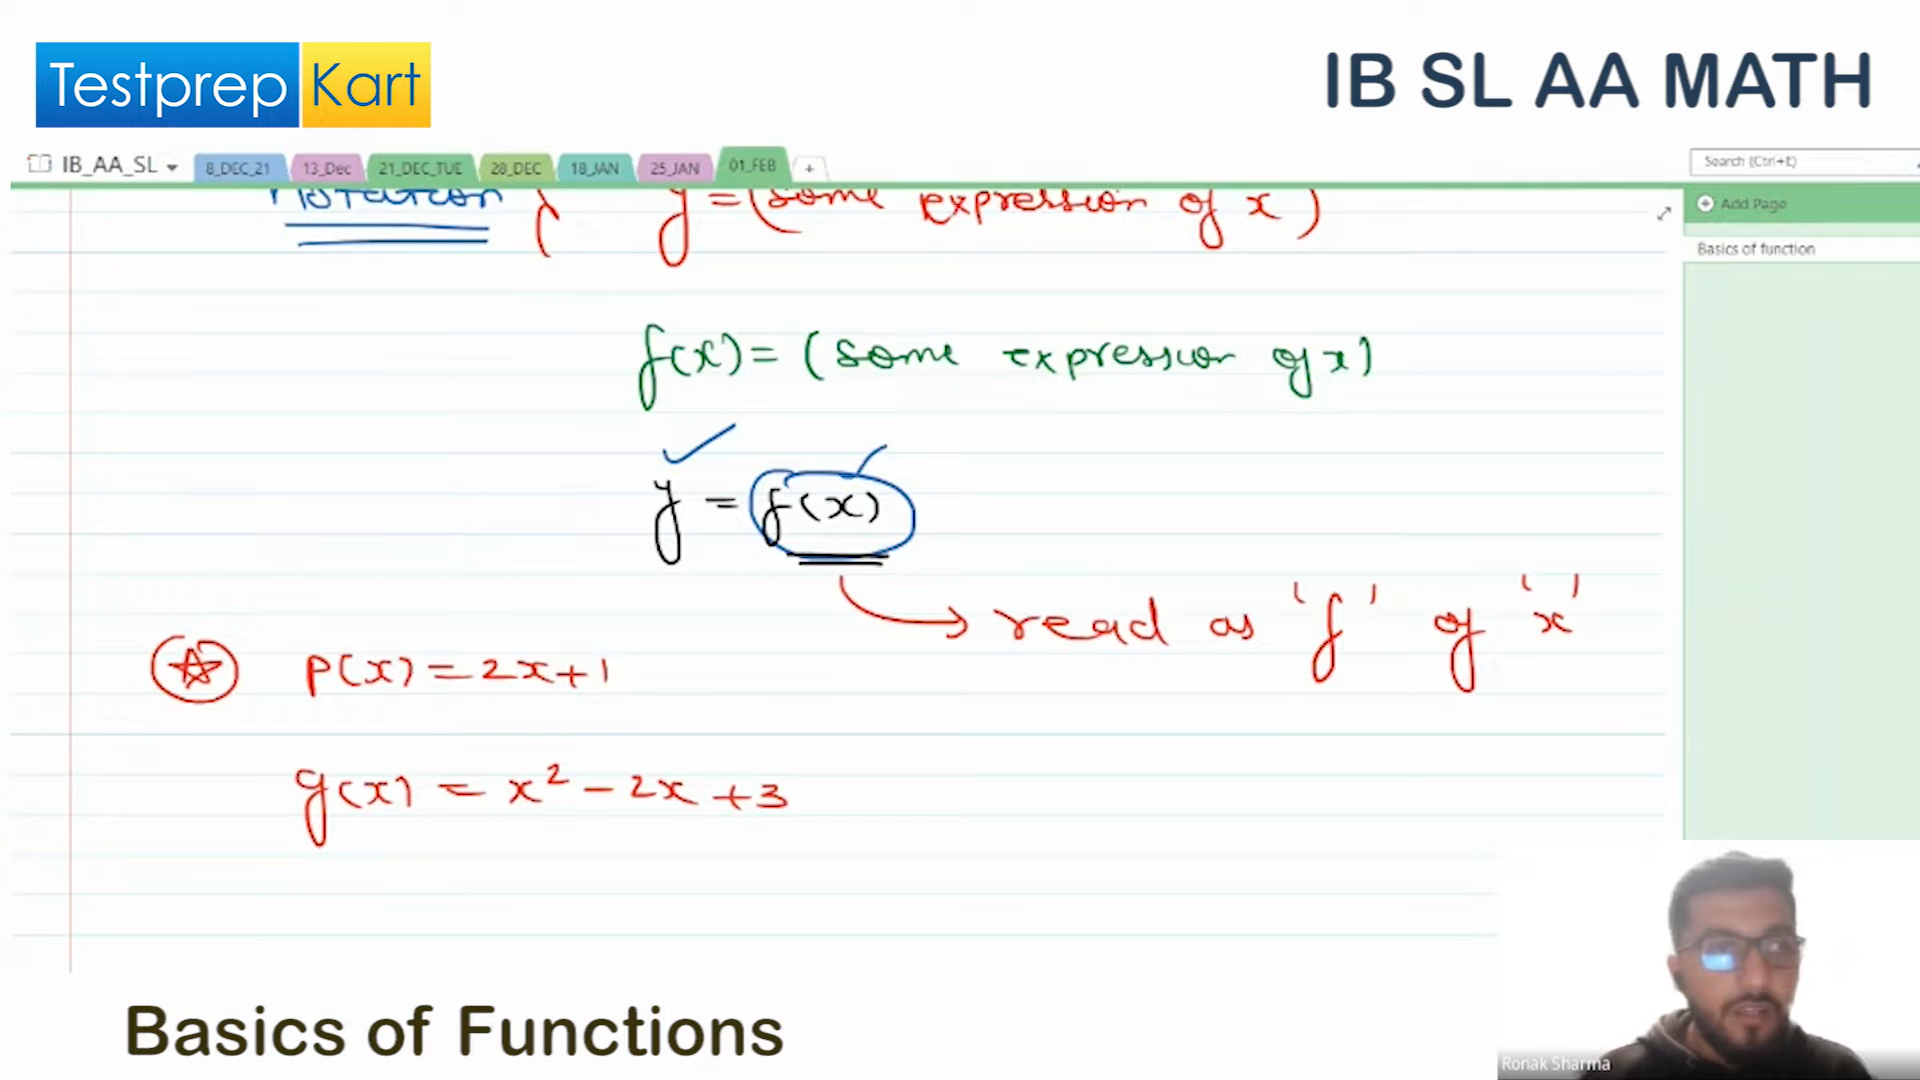 Testprep Kart
IB SL AA MATH
IB_AA_SL
8_DEC_21
13_Dec
21_DEC_TUE
28_DEC
18_JAN
25_JAN
01_FEB
+
Search (Ctrl+E)
Add Page
Basics of function
Notation { y = (some expression of x)
f(x) = (some expression of x)
y = f(x)
read as 'f' of 'x'
P(x) = 2x+1
g(x) = x² - 2x + 3
Basics of Functions
Ronak Sharma